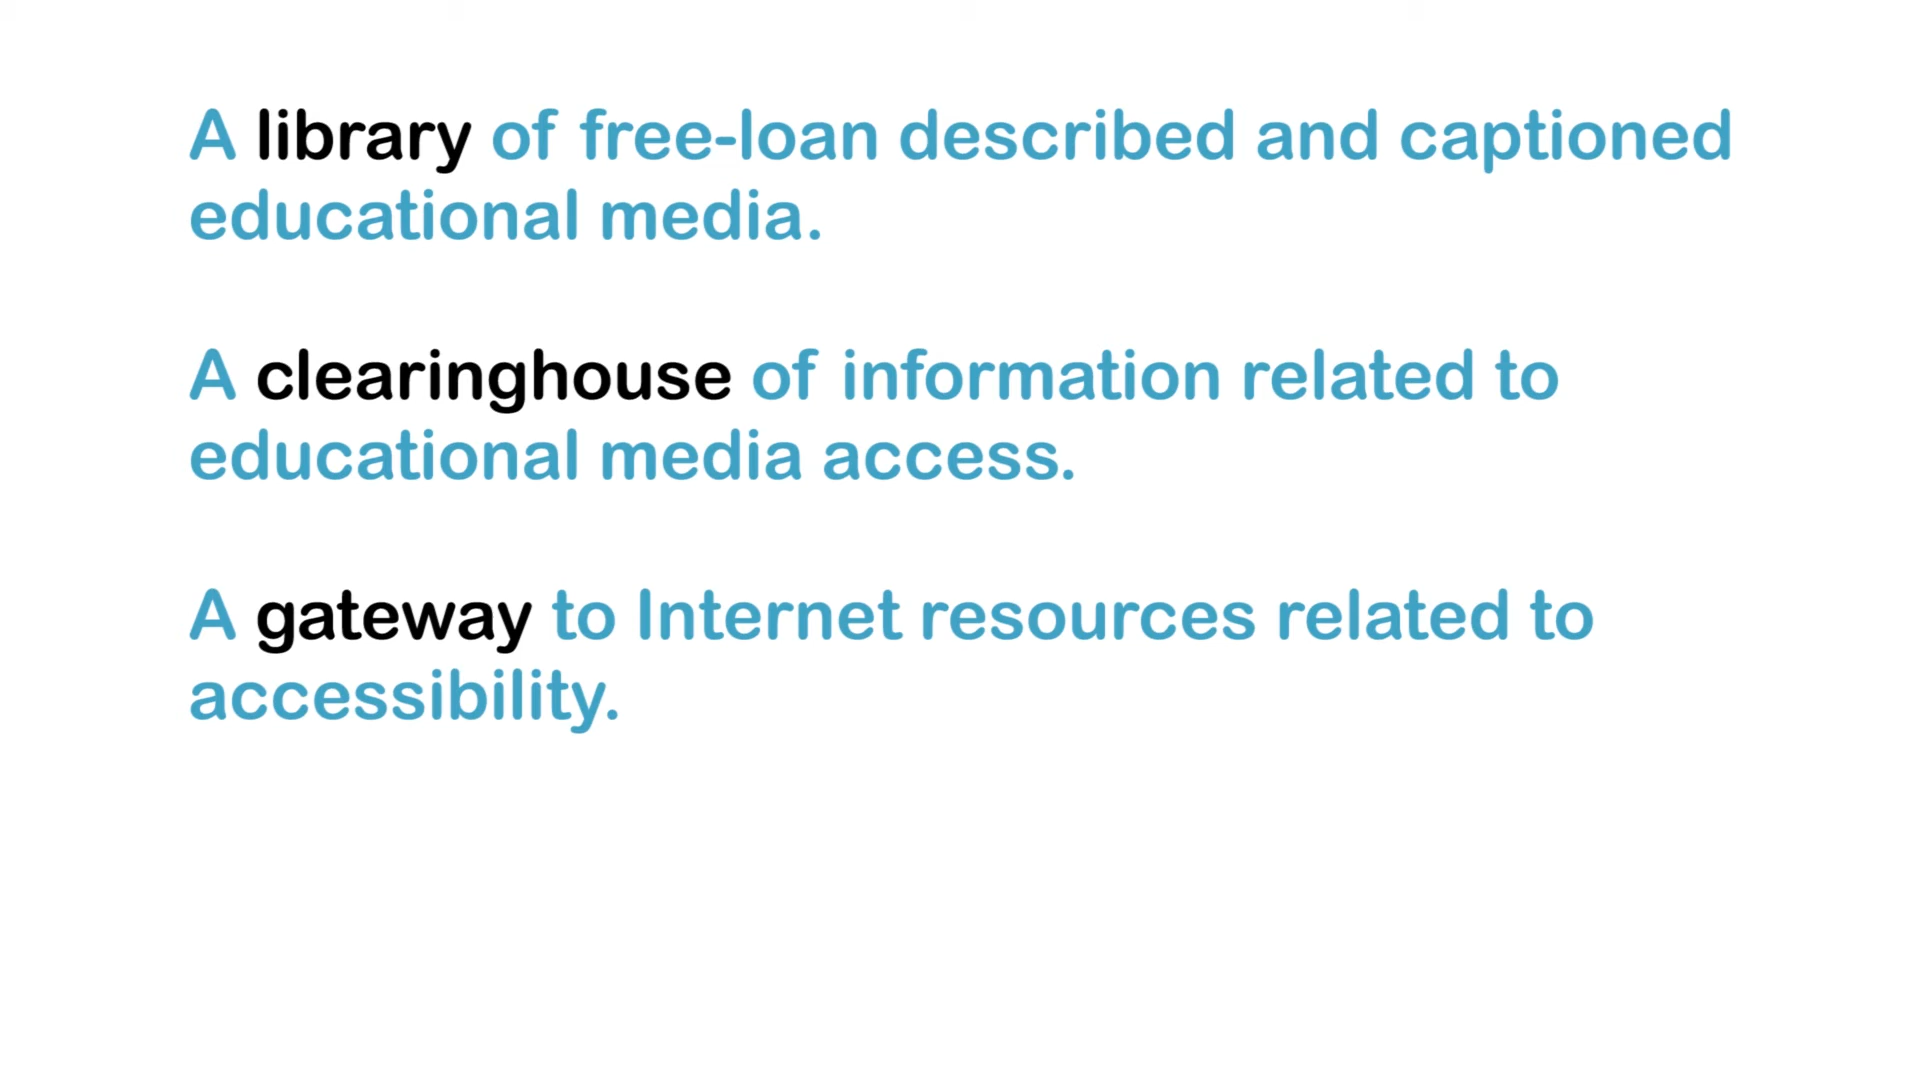 A library of free-loan described and captioned
educational media.
A clearinghouse of information related to
educational media access.
A gateway to Internet resources related to
accessibility.